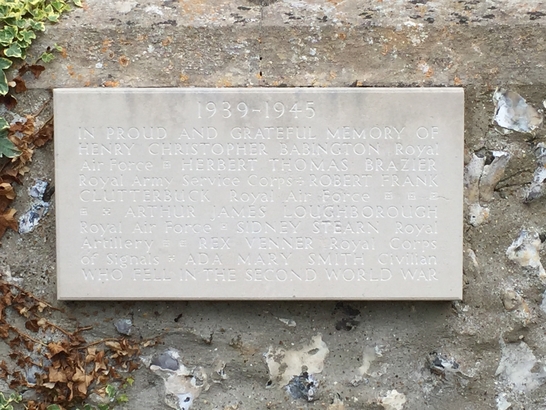 1939-1945
IN PROUD AND GRATEFUL MEMORY OF
HENRY CHRISTOPHER BABINGTON Royal
Air Force HERBERT THOMAS BRAZIER
Royal Army Service Corps ROBERT FRANK
CLUTTERBUCK Royal Air Force
ARTHUR JAMES LOUGHBOROUGH
Royal Air Force SIDNEY STEARN Royal
Artillery REX VENNER Royal Corps
of Signals ADA MARY SMITH Civilian
WHO FELL IN THE SECOND WORLD WAR